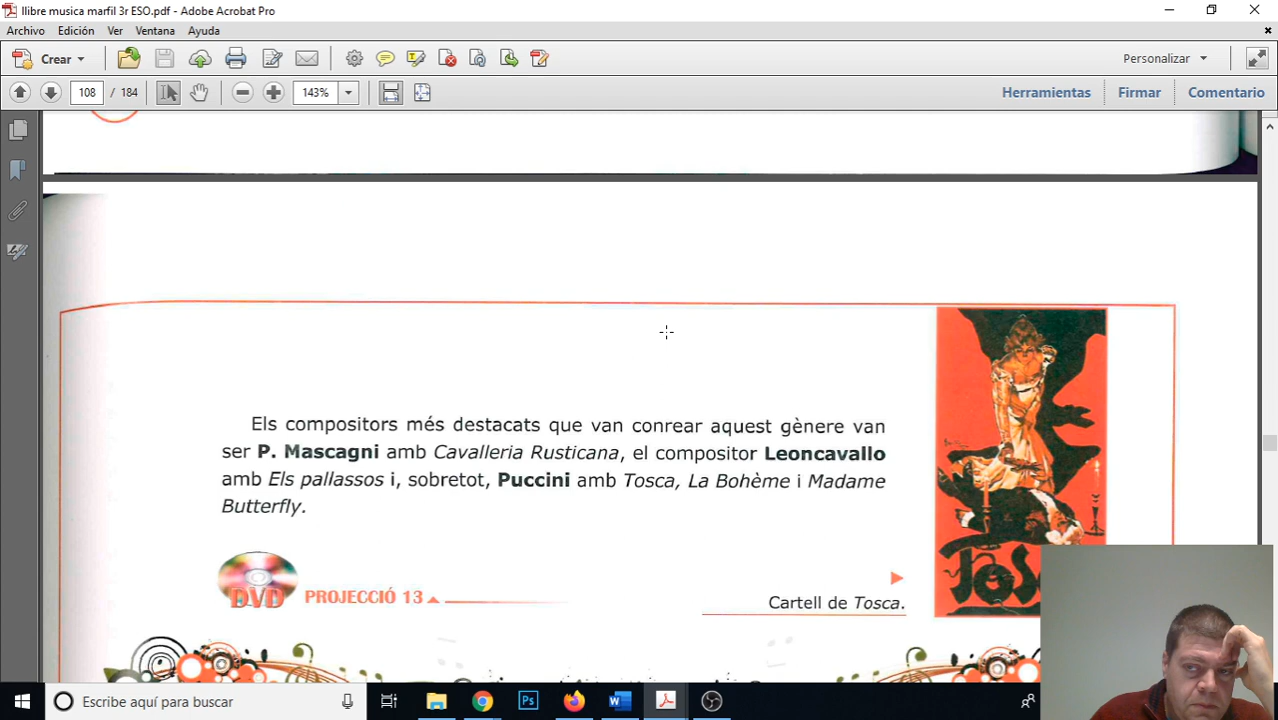 llibre musica marfil 3r ESO.pdf - Adobe Acrobat Pro
Archivo Edición Ver Ventana Ayuda
Crear
Personalizar
108 / 184
143%
Herramientas Firmar Comentario
Els compositors més destacats que van conrear aquest gènere van
ser P. Mascagni amb Cavalleria Rusticana, el compositor Leoncavallo
amb Els pallassos i, sobretot, Puccini amb Tosca, La Bohème i Madame
Butterfly.
DVD PROJECCIÓ 13
Cartell de Tosca.
Escribe aquí para buscar